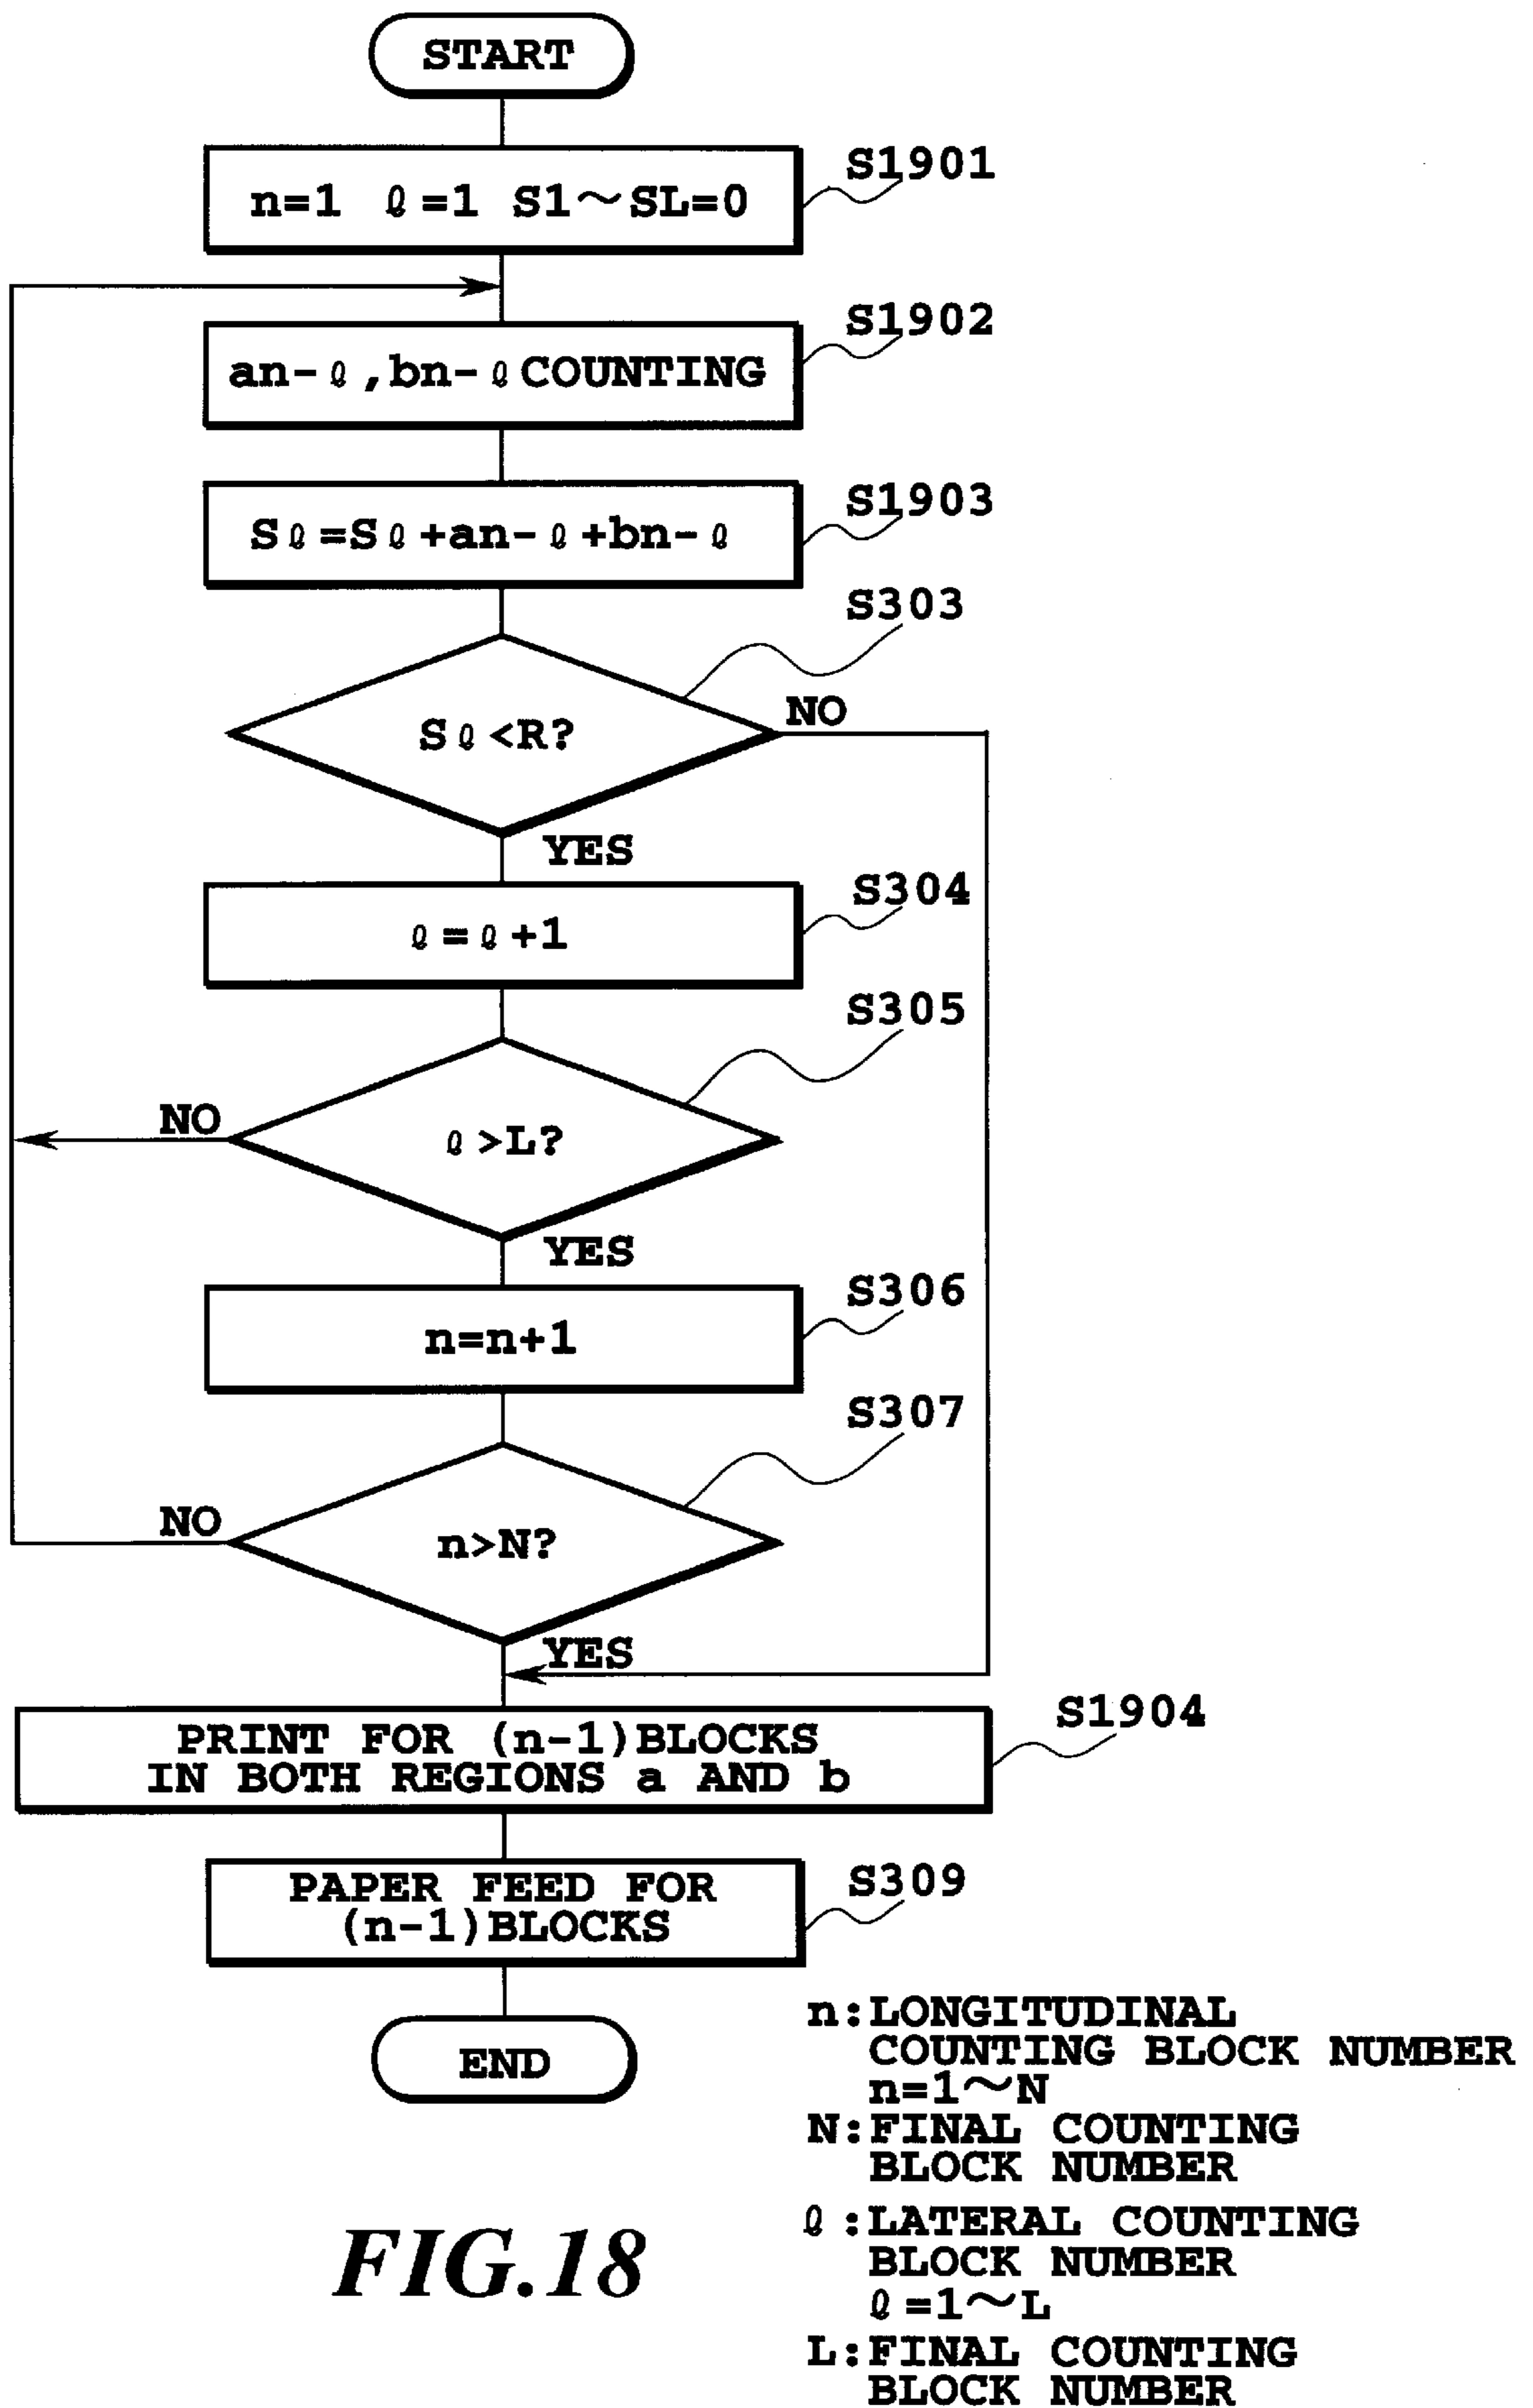 START
S1901
n=1 ℓ=1 S1~SL=0
S1902
an-ℓ,bn-ℓCOUNTING
S1903
Sℓ=Sℓ+an-ℓ+bn-ℓ
S303
Sℓ<R?
NO
YES
S304
ℓ=ℓ+1
S305
NO
ℓ>L?
YES
S306
n=n+1
S307
NO
n>N?
YES
S1904
PRINT FOR (n-1)BLOCKS
IN BOTH REGIONS a AND b
S309
PAPER FEED FOR
(n-1)BLOCKS
END
n:LONGITUDINAL
COUNTING BLOCK NUMBER
n=1~N
N:FINAL COUNTING
BLOCK NUMBER
ℓ:LATERAL COUNTING
BLOCK NUMBER
ℓ=1~L
L:FINAL COUNTING
BLOCK NUMBER
FIG.18